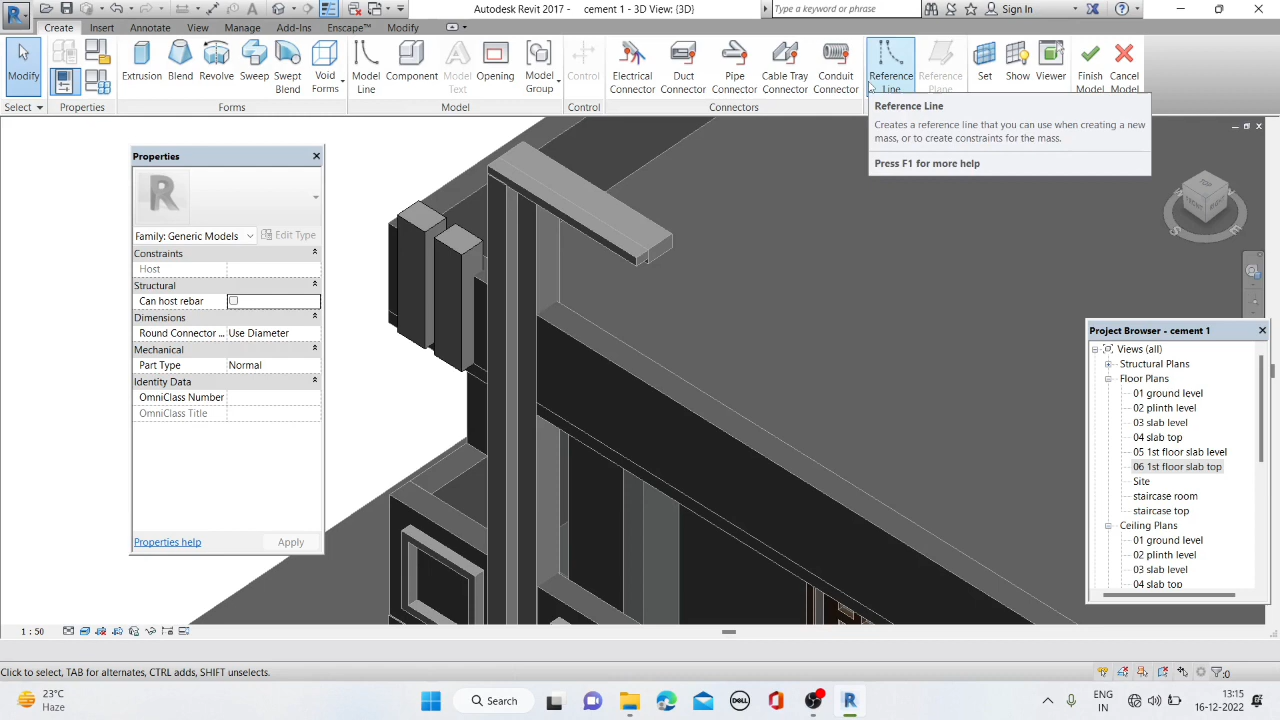 Autodesk Revit 2017 - cement 1 - 3D View: {3D}
Type a keyword or phrase
Sign In
Create Insert Annotate View Manage Add-Ins Enscape™ Modify
Modify
Extrusion Blend Revolve Sweep Swept Blend Void Forms
Model Line Component Model Text Opening Model Group
Control
Electrical Connector Duct Connector Pipe Connector Cable Tray Connector Conduit Connector
Reference Line Reference Plane
Set Show Viewer
Finish Model Cancel Model
Select Properties Forms Model Control Connectors
Reference Line
Creates a reference line that you can use when creating a new
mass, or to create constraints for the mass.
Press F1 for more help
Properties
R
Family: Generic Models Edit Type
Constraints
Host
Structural
Can host rebar
Dimensions
Round Connector ... Use Diameter
Mechanical
Part Type Normal
Identity Data
OmniClass Number
OmniClass Title
Properties help Apply
TOP
FRONT
Project Browser - cement 1
Views (all)
Structural Plans
Floor Plans
01 ground level
02 plinth level
03 slab level
04 slab top
05 1st floor slab level
06 1st floor slab top
Site
staircase room
staircase top
Ceiling Plans
01 ground level
02 plinth level
03 slab level
04 slab top
1 : 50
Click to select, TAB for alternates, CTRL adds, SHIFT unselects.
:0
23°C
Haze
Search
DELL
ENG
IN
13:15
16-12-2022